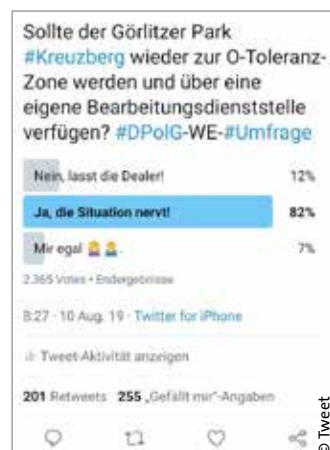 Sollte der Görlitzer Park
#Kreuzberg wieder zur 0-Toleranz-
Zone werden und über eine
eigene Bearbeitungsdienststelle
verfügen? #DPolG-WE-#Umfrage
Nein, lasst die Dealer! 12%
Ja, die Situation nervt! 82%
Mir egal 🤷‍♀️🤷‍♂️. 7%
2.365 Votes • Endergebnisse
8:27 · 10 Aug. 19 · Twitter for iPhone
Tweet-Aktivität anzeigen
201 Retweets 255 „Gefällt mir“-Angaben
© Tweet